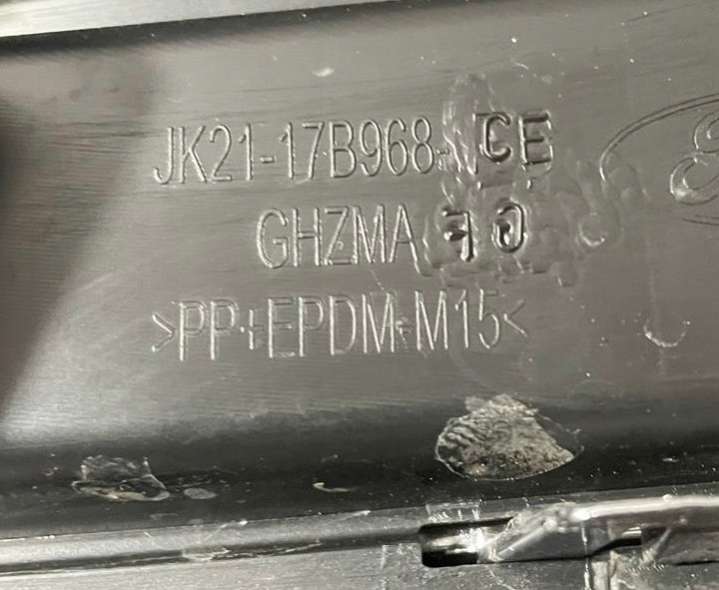 JK21-17B968- CE
GHZMA
>PP+EPDM-M15<